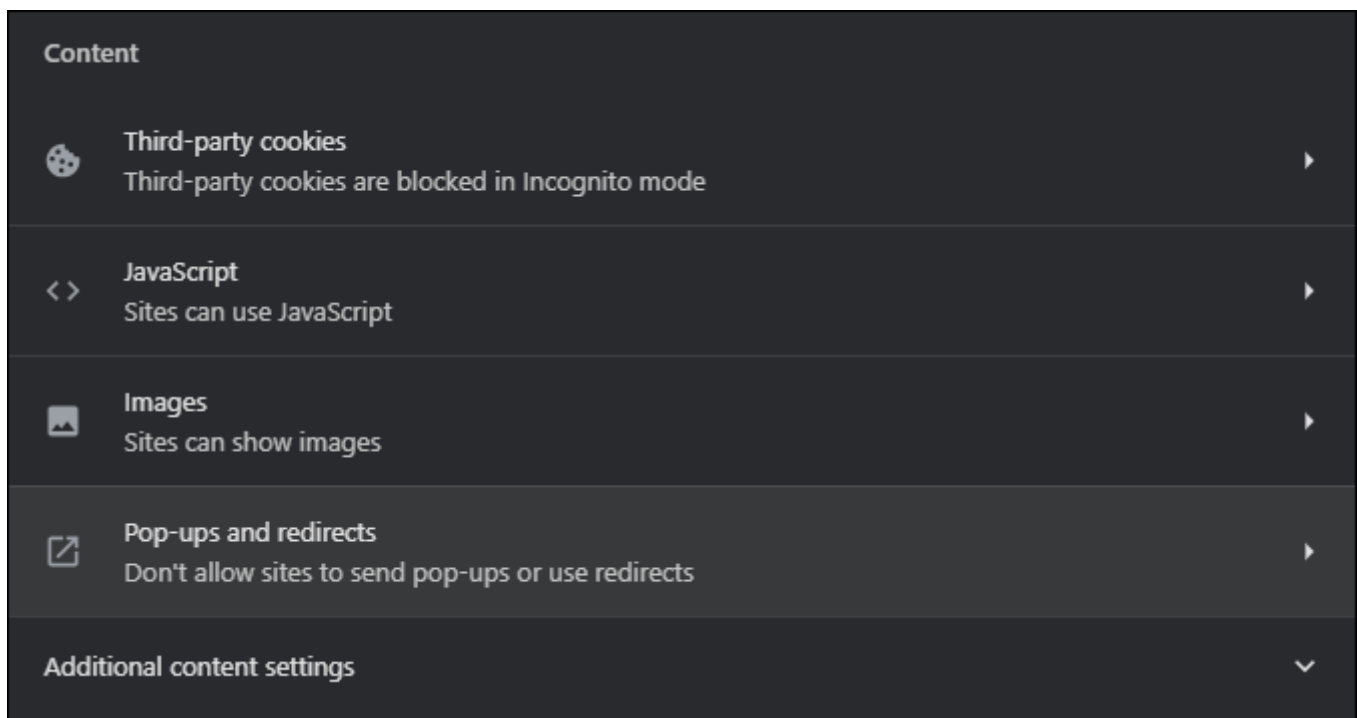 Content
Third-party cookies
Third-party cookies are blocked in Incognito mode
JavaScript
Sites can use JavaScript
Images
Sites can show images
Pop-ups and redirects
Don't allow sites to send pop-ups or use redirects
Additional content settings